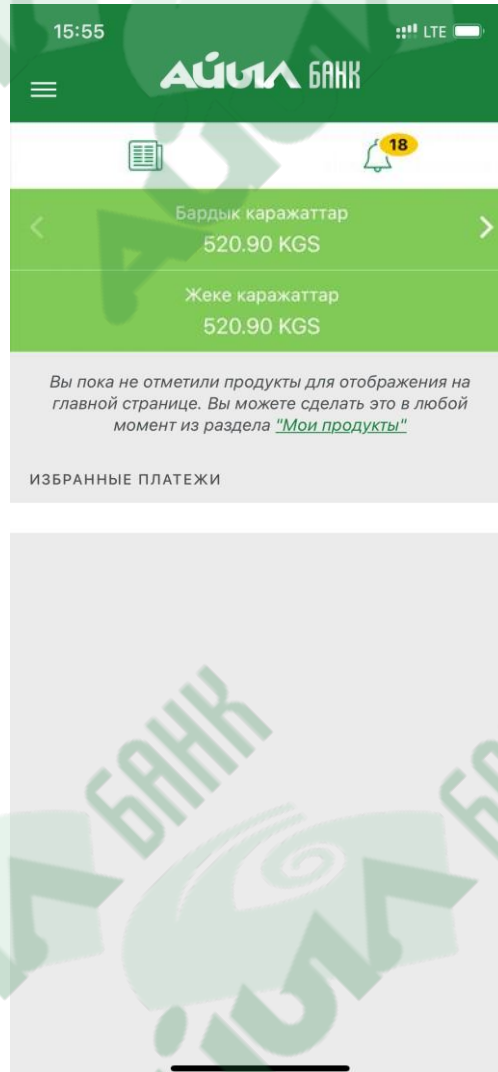 15:55 LTE
АЙЫЛ БАНК
18
Бардык каражаттар
520.90 KGS
Жеке каражаттар
520.90 KGS
Вы пока не отметили продукты для отображения на
главной странице. Вы можете сделать это в любой
момент из раздела "Мои продукты"
ИЗБРАННЫЕ ПЛАТЕЖИ
БАНК